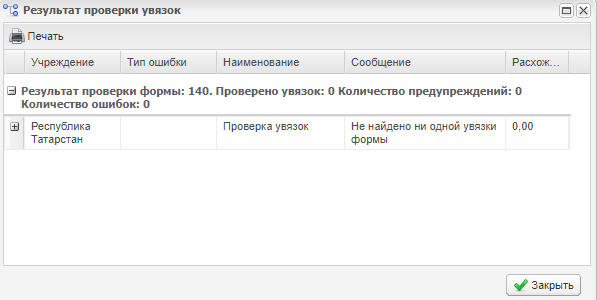 Результат проверки увязок
Печать
Учреждение Тип ошибки Наименование Сообщение Расхож...
Результат проверки формы: 140. Проверено увязок: 0 Количество предупреждений: 0
Количество ошибок: 0
Республика Проверка увязок Не найдено ни одной увязки 0,00
Татарстан формы
Закрыть